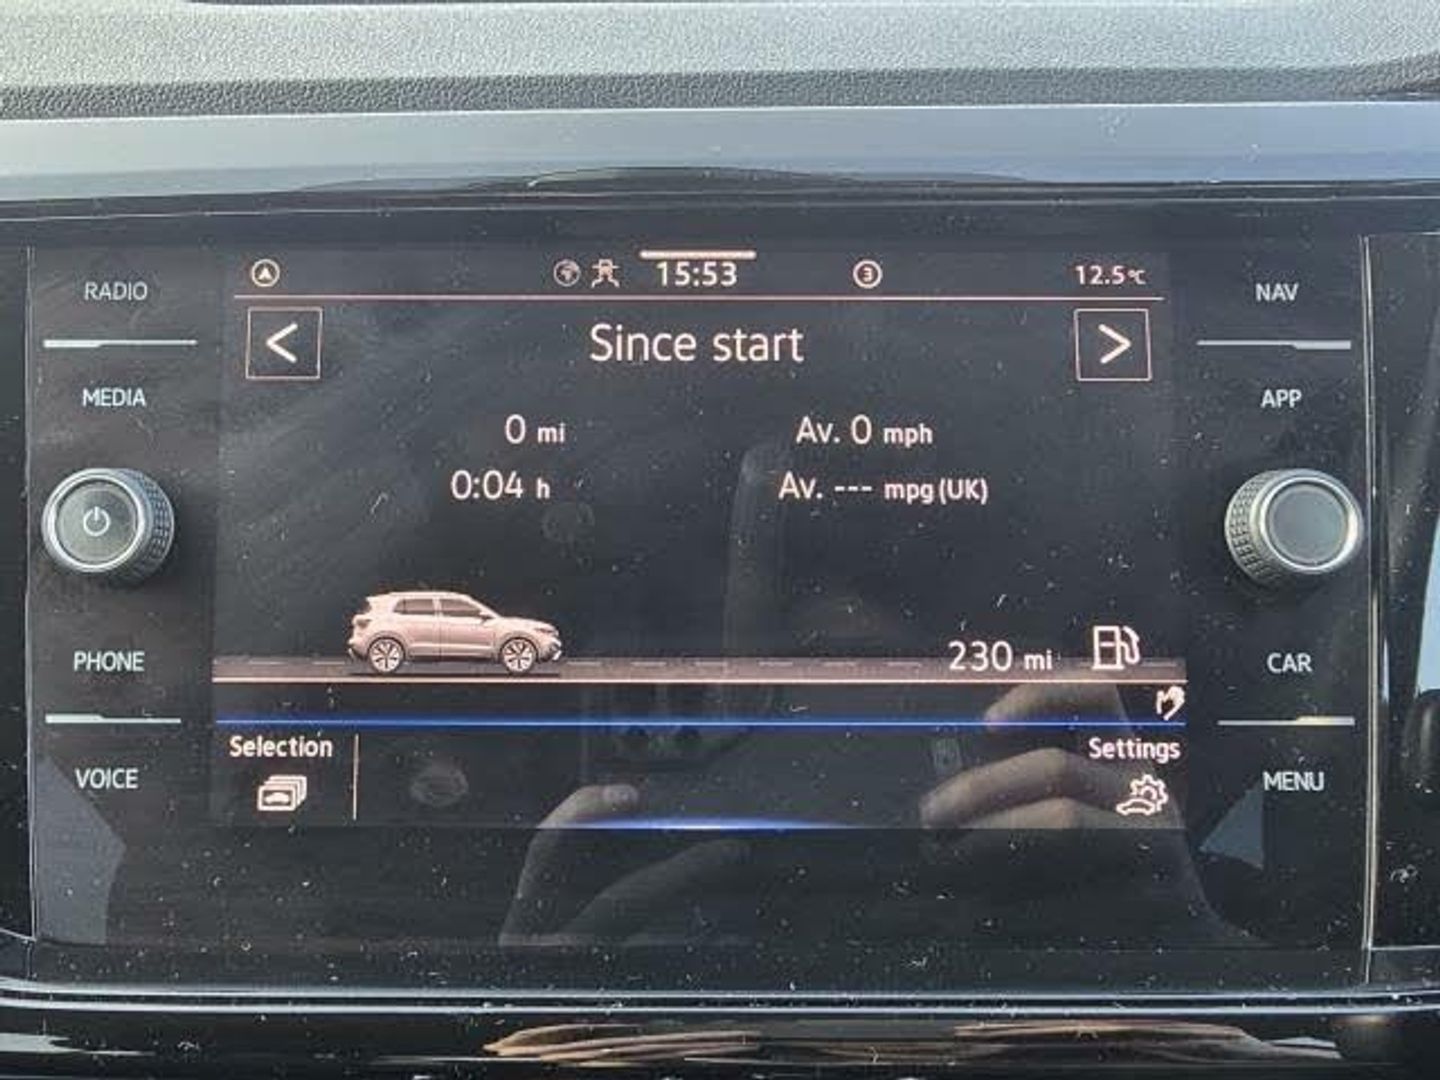 RADIO
MEDIA
PHONE
VOICE
15:53
3
12.5°C
<
Since start
>
0 mi
Av. 0 mph
0:04 h
Av. --- mpg (UK)
230 mi
Selection
Settings
NAV
APP
CAR
MENU